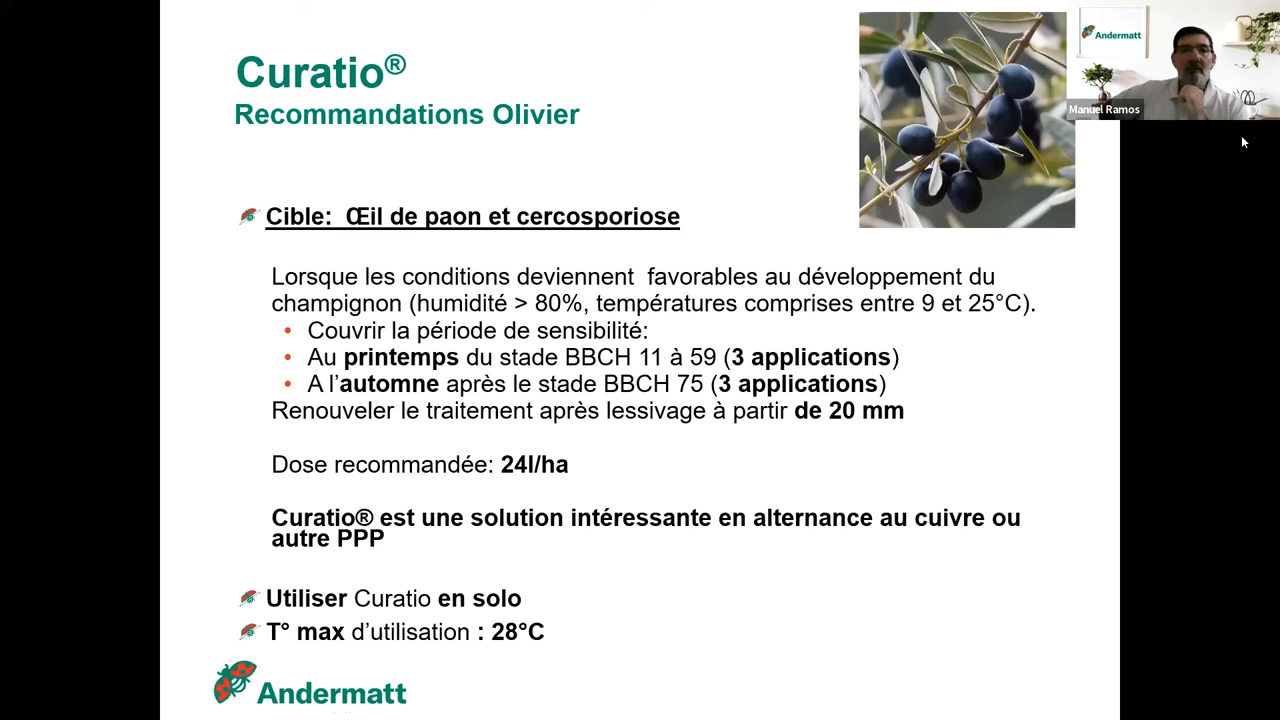 Curatio®
Recommandations Olivier
Andermatt
Manuel Ramos
Cible: Œil de paon et cercosporiose
Lorsque les conditions deviennent favorables au développement du
champignon (humidité > 80%, températures comprises entre 9 et 25°C).
• Couvrir la période de sensibilité:
• Au printemps du stade BBCH 11 à 59 (3 applications)
• A l'automne après le stade BBCH 75 (3 applications)
Renouveler le traitement après lessivage à partir de 20 mm
Dose recommandée: 24l/ha
Curatio® est une solution intéressante en alternance au cuivre ou
autre PPP
Utiliser Curatio en solo
T° max d’utilisation : 28°C
Andermatt